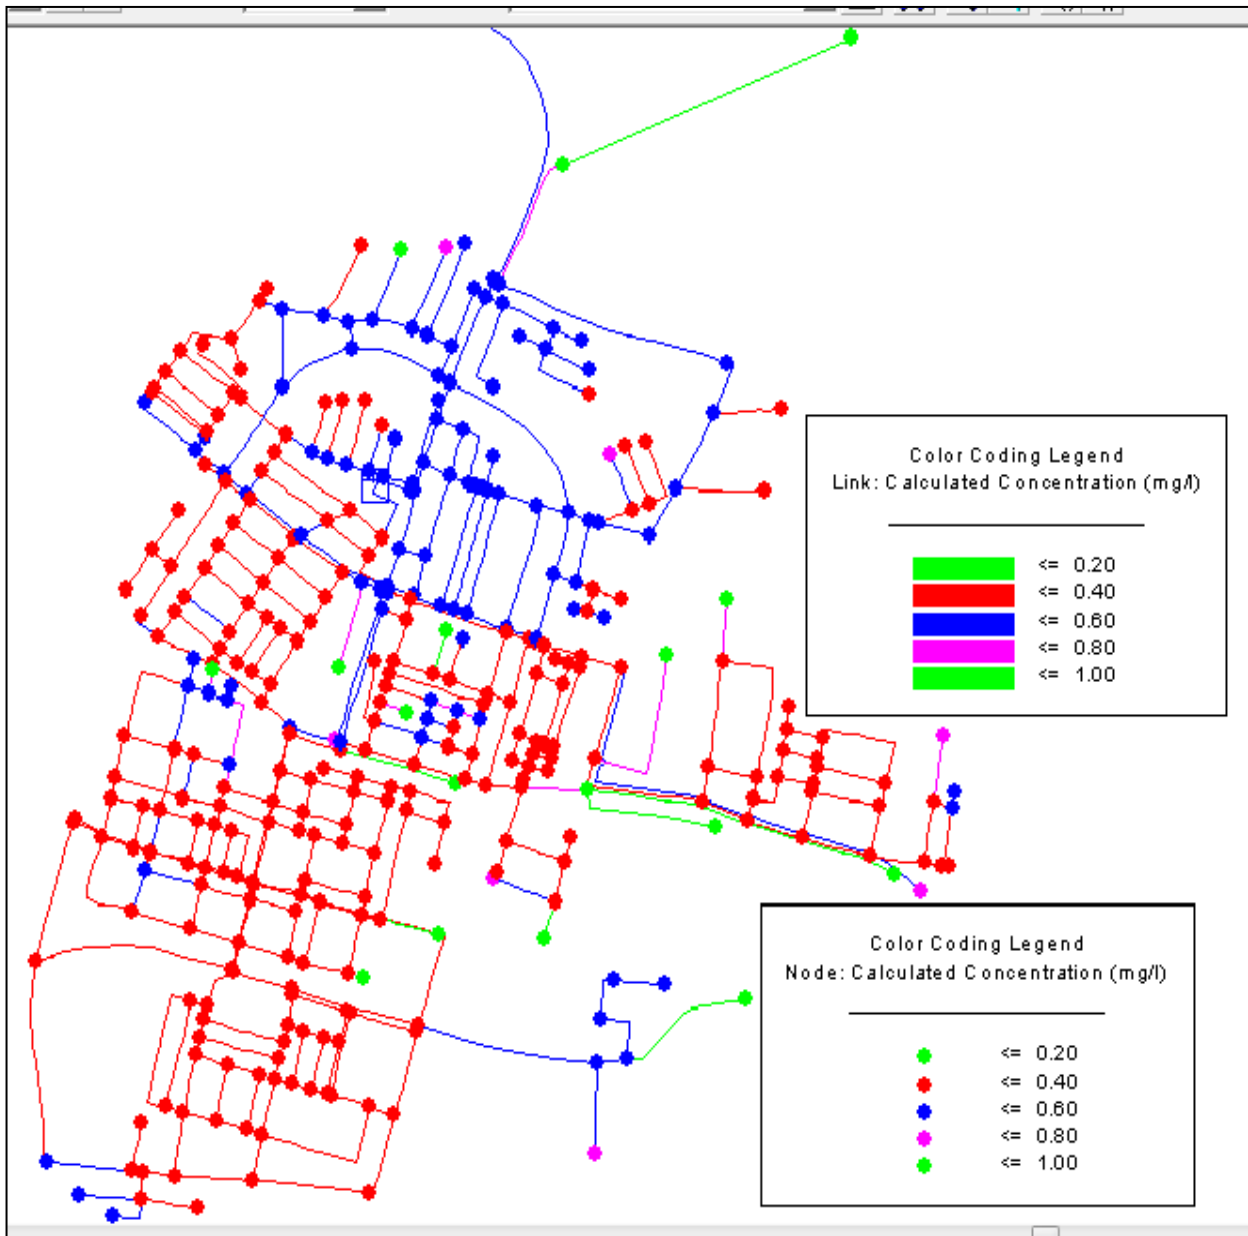 Color Coding Legend
Link: Calculated Concentration (mg/l)
<= 0.20
<= 0.40
<= 0.60
<= 0.80
<= 1.00
Color Coding Legend
Node: Calculated Concentration (mg/l)
<= 0.20
<= 0.40
<= 0.60
<= 0.80
<= 1.00